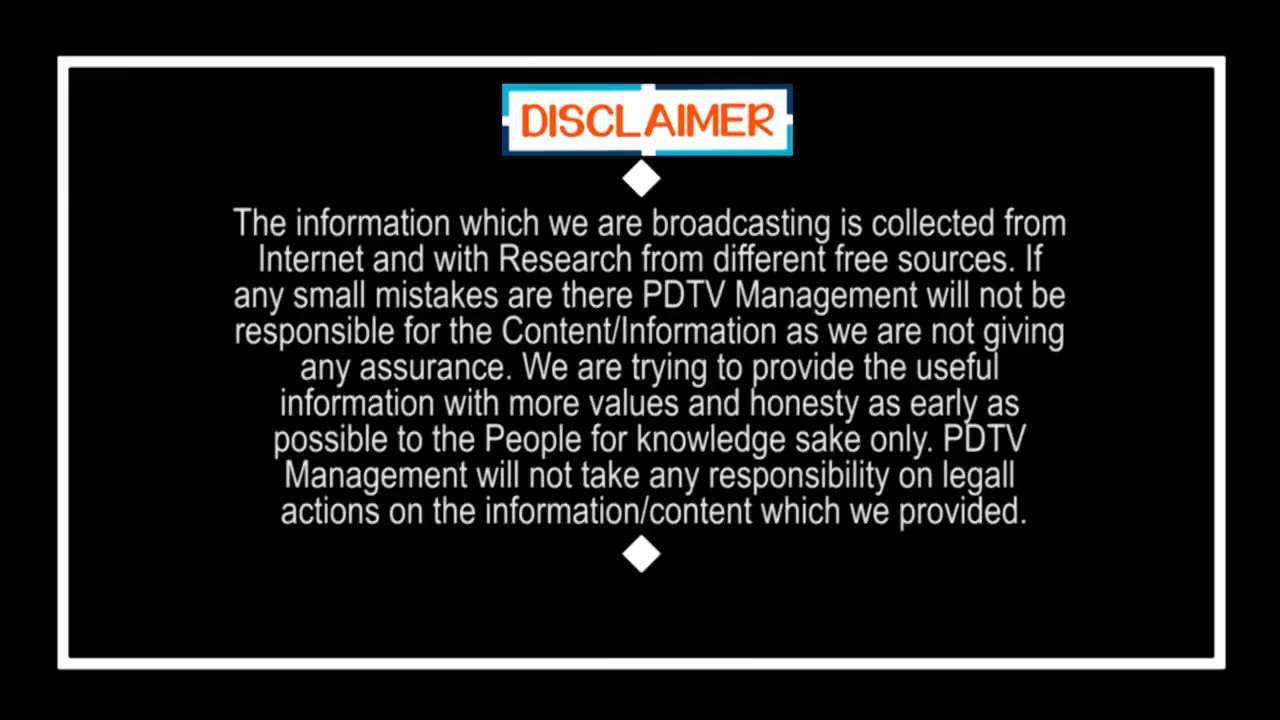 DISCLAIMER
The information which we are broadcasting is collected from
Internet and with Research from different free sources. If
any small mistakes are there PDTV Management will not be
responsible for the Content/Information as we are not giving
any assurance. We are trying to provide the useful
information with more values and honesty as early as
possible to the People for knowledge sake only. PDTV
Management will not take any responsibility on legall
actions on the information/content which we provided.